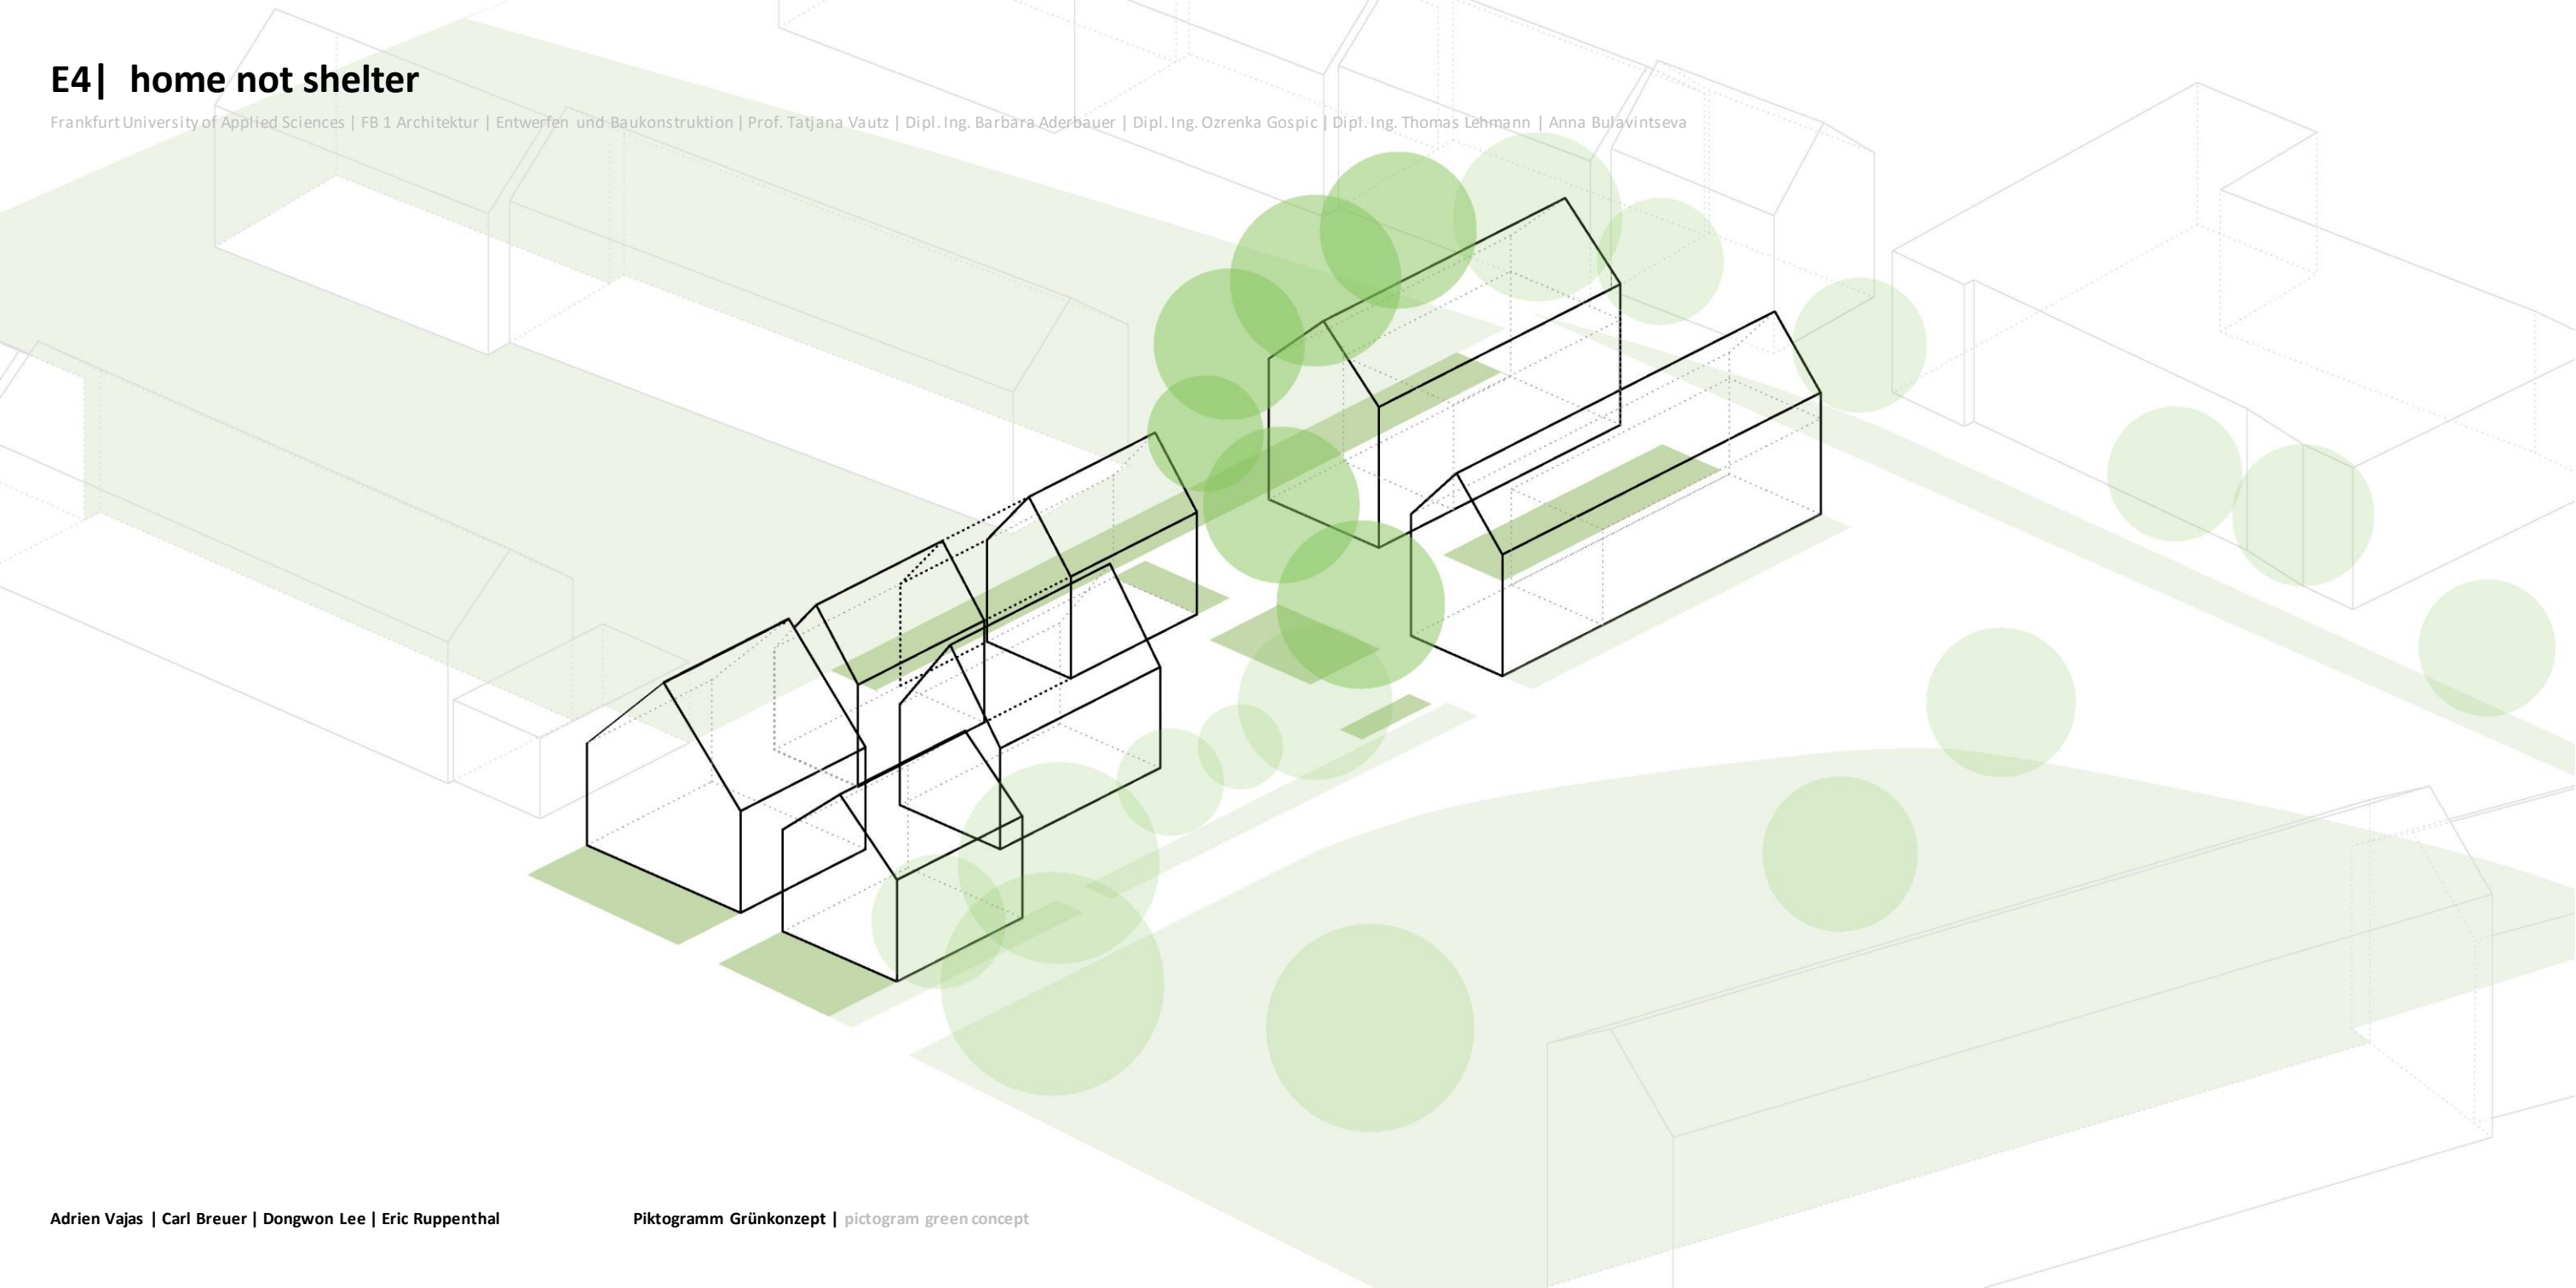 E4| home not shelter
Frankfurt University of Applied Sciences | FB 1 Architektur | Entwerfen und Baukonstruktion | Prof. Tatjana Vautz | Dipl. Ing. Barbara Aderbauer | Dipl. Ing. Ozrenka Gospic | Dipl. Ing. Thomas Lehmann | Anna Bulavintseva
Adrien Vajas | Carl Breuer | Dongwon Lee | Eric Ruppenthal
Piktogramm Grünkonzept | pictogram green concept